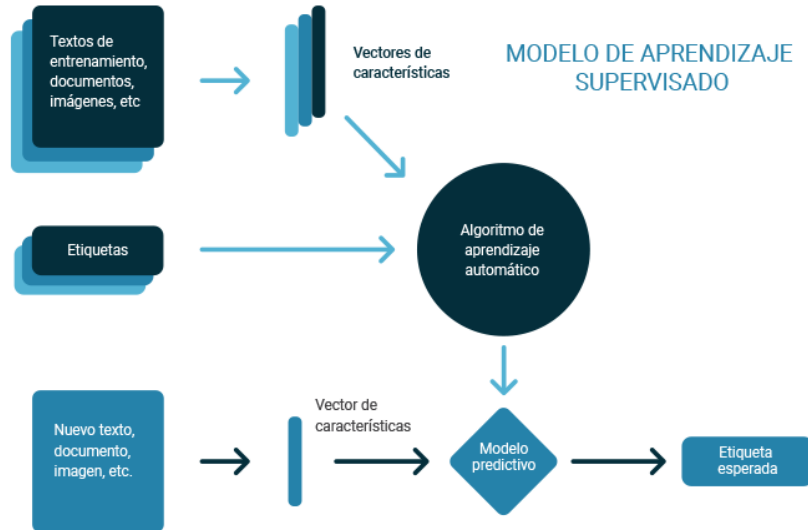 Textos de
entrenamiento,
documentos,
imágenes, etc
Vectores de
características
MODELO DE APRENDIZAJE
SUPERVISADO
Etiquetas
Algoritmo de
aprendizaje
automático
Nuevo texto,
documento,
imagen, etc.
Vector de
características
Modelo
predictivo
Etiqueta
esperada